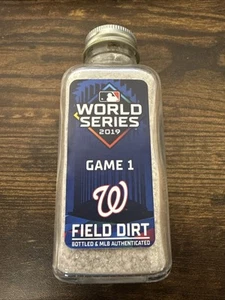 WORLD
SERIES
2019
GAME 1
W
FIELD DIRT
BOTTLED & MLB AUTHENTICATED